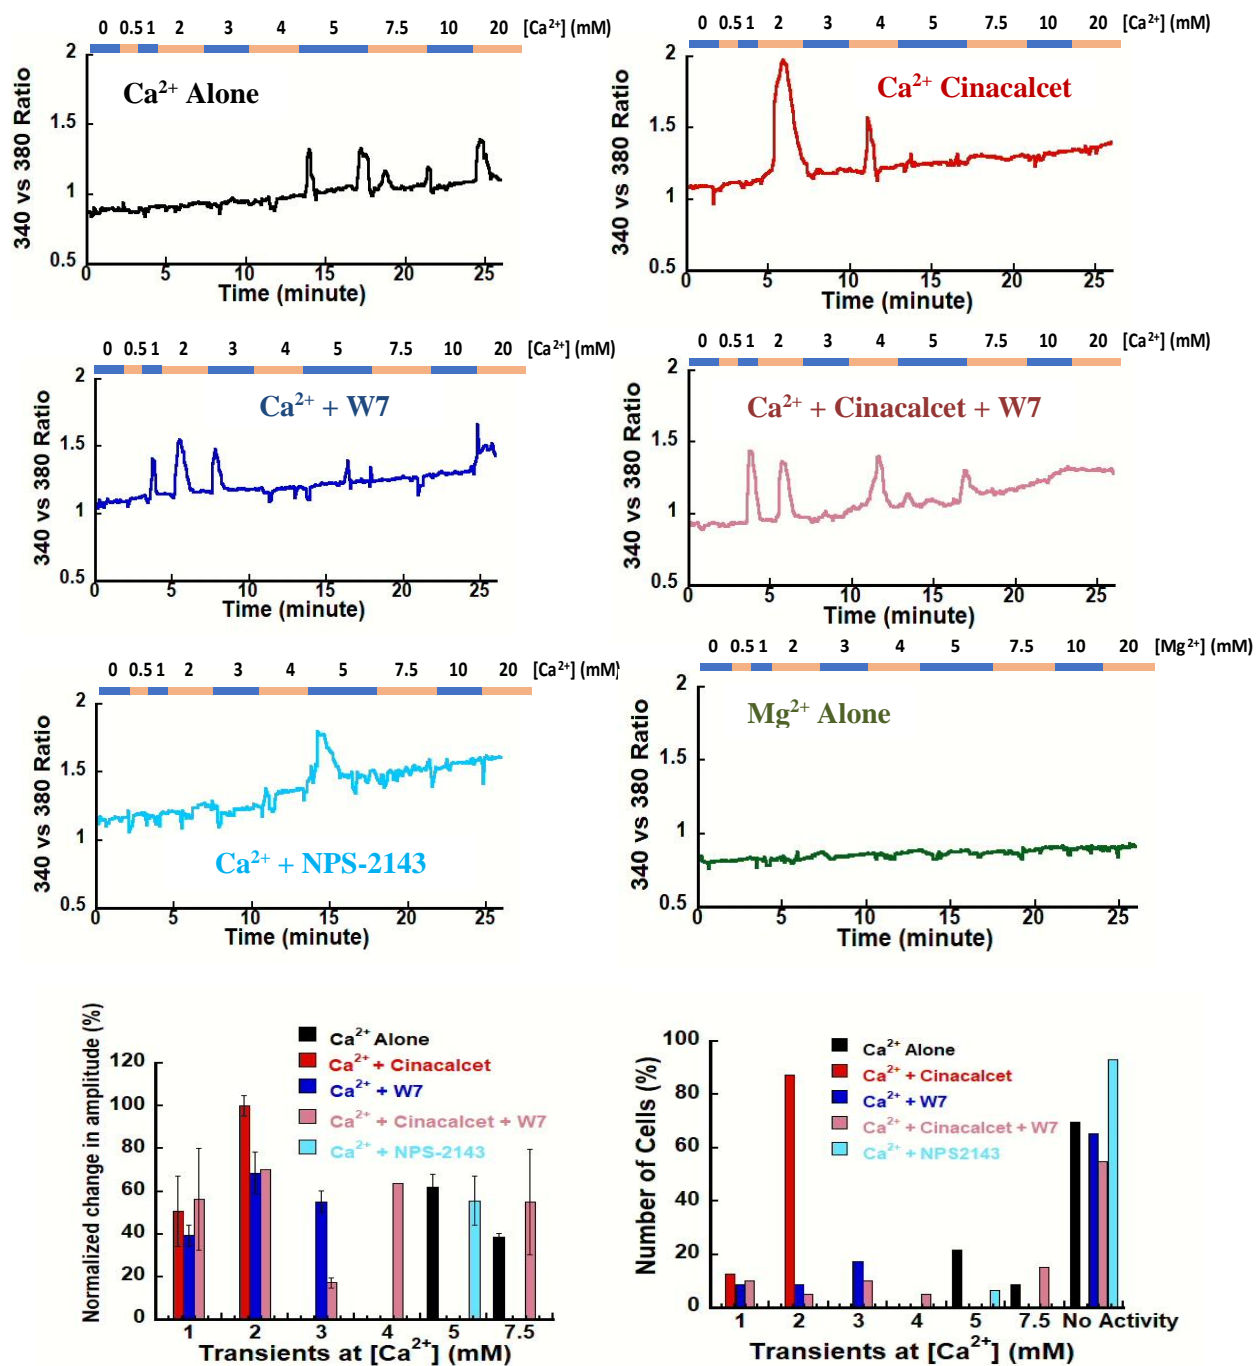 0 0.5 1 2 3 4 5 7.5 10 20 [Ca²⁺] (mM)
2
1.5
1
0.5
340 vs 380 Ratio
Ca²⁺ Alone
0 5 10 15 20 25
Time (minute)
0 0.5 1 2 3 4 5 7.5 10 20 [Ca²⁺] (mM)
2
1.5
1
0.5
340 vs 380 Ratio
Ca²⁺ Cinacalcet
0 5 10 15 20 25
Time (minute)
0 0.5 1 2 3 4 5 7.5 10 20 [Ca²⁺] (mM)
2
1.5
1
0.5
340 vs 380 Ratio
Ca²⁺ + W7
0 5 10 15 20 25
Time (minute)
0 0.5 1 2 3 4 5 7.5 10 20 [Ca²⁺] (mM)
2
1.5
1
0.5
340 vs 380 Ratio
Ca²⁺ + Cinacalcet + W7
0 5 10 15 20 25
Time (minute)
0 0.5 1 2 3 4 5 7.5 10 20 [Ca²⁺] (mM)
2
1.5
1
0.5
340 vs 380 Ratio
Ca²⁺ + NPS-2143
0 5 10 15 20 25
Time (minute)
0 0.5 1 2 3 4 5 7.5 10 20 [Mg²⁺] (mM)
2
1.5
1
0.5
340 vs 380 Ratio
Mg²⁺ Alone
0 5 10 15 20 25
Time (minute)
Normalized change in amplitude (%)
120
100
80
60
40
20
0
Ca²⁺ Alone
Ca²⁺ + Cinacalcet
Ca²⁺ + W7
Ca²⁺ + Cinacalcet + W7
Ca²⁺ + NPS-2143
1 2 3 4 5 7.5
Transients at [Ca²⁺] (mM)
Number of Cells (%)
100
80
60
40
20
0
Ca²⁺ Alone
Ca²⁺ + Cinacalcet
Ca²⁺ + W7
Ca²⁺ + Cinacalcet + W7
Ca²⁺ + NPS2143
1 2 3 4 5 7.5 No Activity
Transients at [Ca²⁺] (mM)